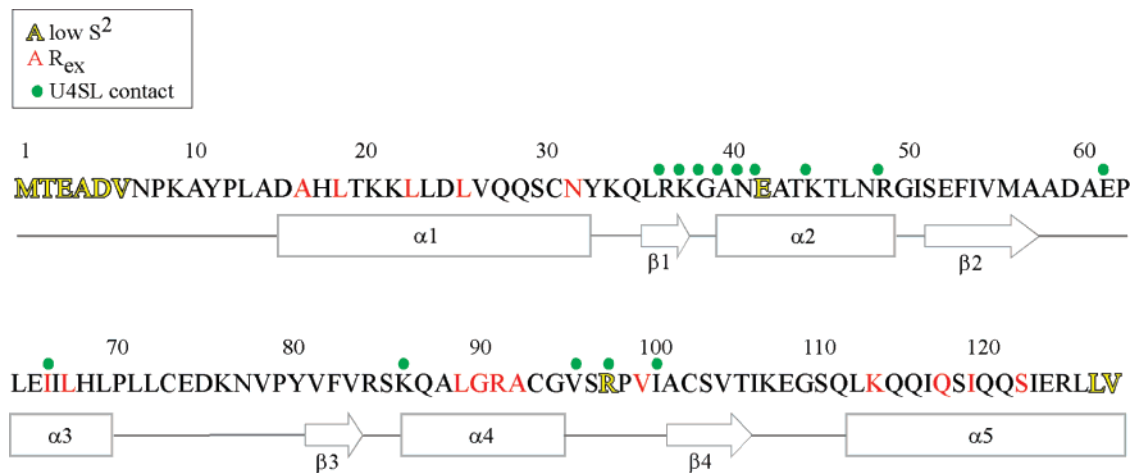 A low S2
A Rex
U4SL contact
1 10 20 31 40 50 60
MTEADVNPKAYPLADAHLTKKLLDLVQQSCNYKQLRKGANEATKTLNRGISEFIVMAADAEP
α1 β1 α2 β2
70 80 90 100 110 120
LEIILHLPLLCEDKNVPYVFVRSKQALGRACGVSRPVIACSVTIKEGSQLKQQIQSIQQSIERLLV
α3 β3 α4 β4 α5